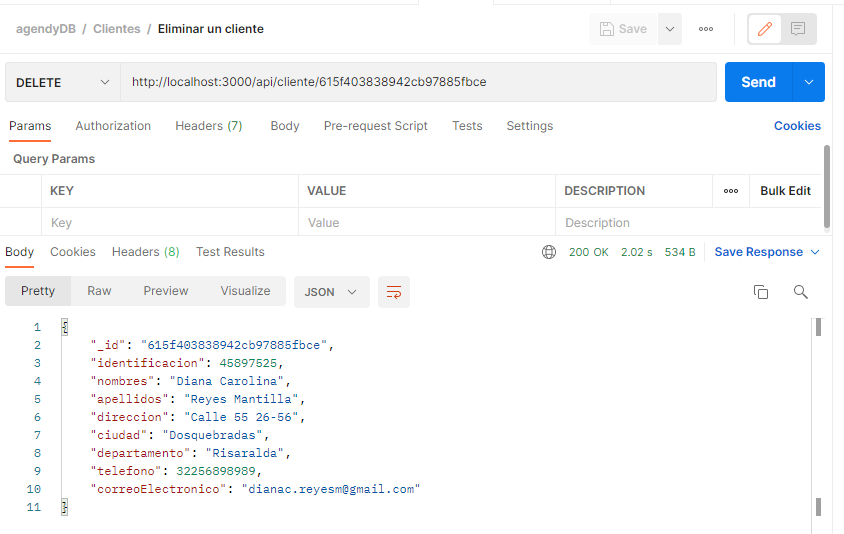 agendyDB / Clientes / Eliminar un cliente Save
DELETE http://localhost:3000/api/cliente/615f403838942cb97885fbce Send
Params Authorization Headers (7) Body Pre-request Script Tests Settings Cookies
Query Params
KEY VALUE DESCRIPTION Bulk Edit
Key Value Description
Body Cookies Headers (8) Test Results 200 OK 2.02 s 534 B Save Response
Pretty Raw Preview Visualize JSON
1 {
2 "_id": "615f403838942cb97885fbce",
3 "identificacion": 45897525,
4 "nombres": "Diana Carolina",
5 "apellidos": "Reyes Mantilla",
6 "direccion": "Calle 55 26-56",
7 "ciudad": "Dosquebradas",
8 "departamento": "Risaralda",
9 "telefono": 32256898989,
10 "correoElectronico": "dianac.reyesm@gmail.com"
11 }